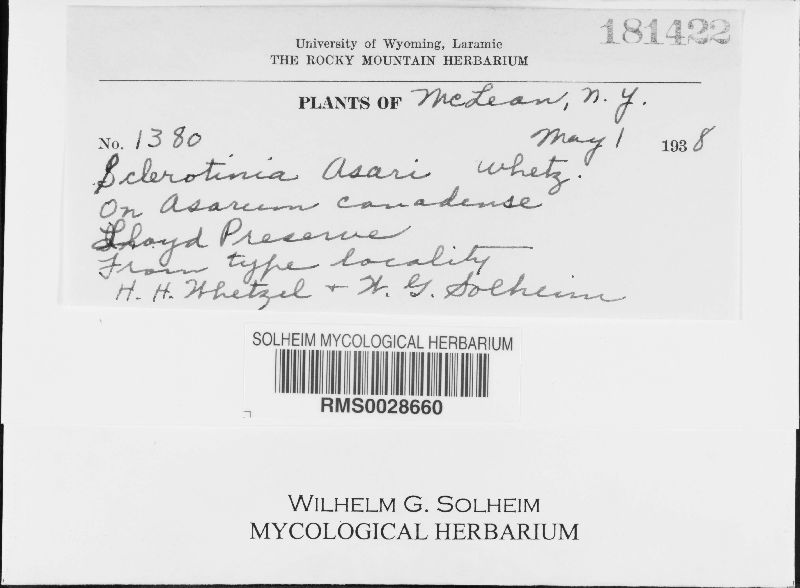 181422
University of Wyoming, Laramie
THE ROCKY MOUNTAIN HERBARIUM
PLANTS OF McLean, N. Y.
No. 1380 May 1 1938
Sclerotinia Asari Whetz.
On Asarum canadense
Lloyd Preserve
From type locality
H. H. Whetzel + W. G. Solheim
SOLHEIM MYCOLOGICAL HERBARIUM
RMS0028660
WILHELM G. SOLHEIM
MYCOLOGICAL HERBARIUM